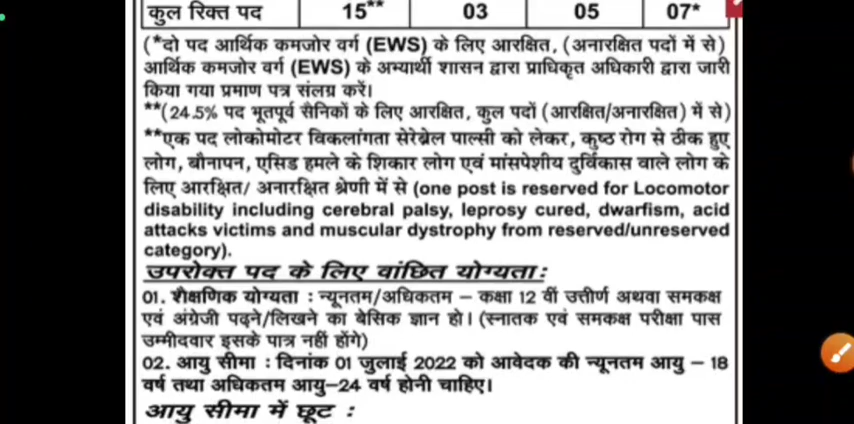 कुल रिक्त पद 15** 03 05 07*
(*दो पद आर्थिक कमजोर वर्ग (EWS) के लिए आरक्षित, (अनारक्षित पदों में से)
आर्थिक कमजोर वर्ग (EWS) के अभ्यार्थी शासन द्वारा प्राधिकृत अधिकारी द्वारा जारी
किया गया प्रमाण पत्र संलग्न करें।
**(24.5% पद भूतपूर्व सैनिकों के लिए आरक्षित, कुल पदों (आरक्षित/अनारक्षित) में से)
**एक पद लोकोमोटर विकलांगता सेरेब्रेल पाल्सी को लेकर, कुष्ठ रोग से ठीक हुए
लोग, बौनापन, एसिड हमले के शिकार लोग एवं मांसपेशीय दुर्विकास वाले लोग के
लिए आरक्षित/ अनारक्षित श्रेणी में से (one post is reserved for Locomotor
disability including cerebral palsy, leprosy cured, dwarfism, acid
attacks victims and muscular dystrophy from reserved/unreserved
category).
उपरोक्त पद के लिए वांछित योग्यता:
01. शैक्षणिक योग्यता : न्यूनतम/अधिकतम – कक्षा 12 वीं उत्तीर्ण अथवा समकक्ष
एवं अंग्रेजी पढ़ने/लिखने का बेसिक ज्ञान हो। (स्नातक एवं समकक्ष परीक्षा पास
उम्मीदवार इसके पात्र नहीं होंगे)
02. आयु सीमा : दिनांक 01 जुलाई 2022 को आवेदक की न्यूनतम आयु – 18
वर्ष तथा अधिकतम आयु–24 वर्ष होनी चाहिए।
आयु सीमा में छूट :